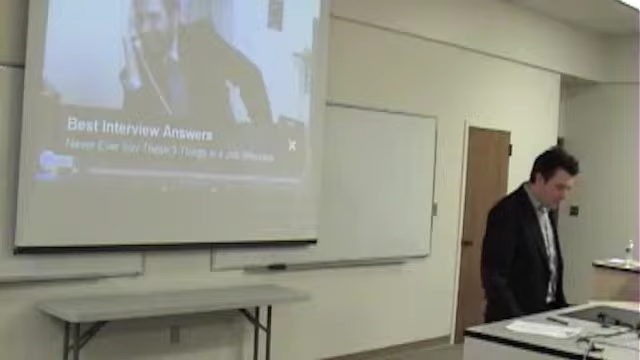 Best Interview Answers
Never Ever Say These 3 Things in a Job Interview